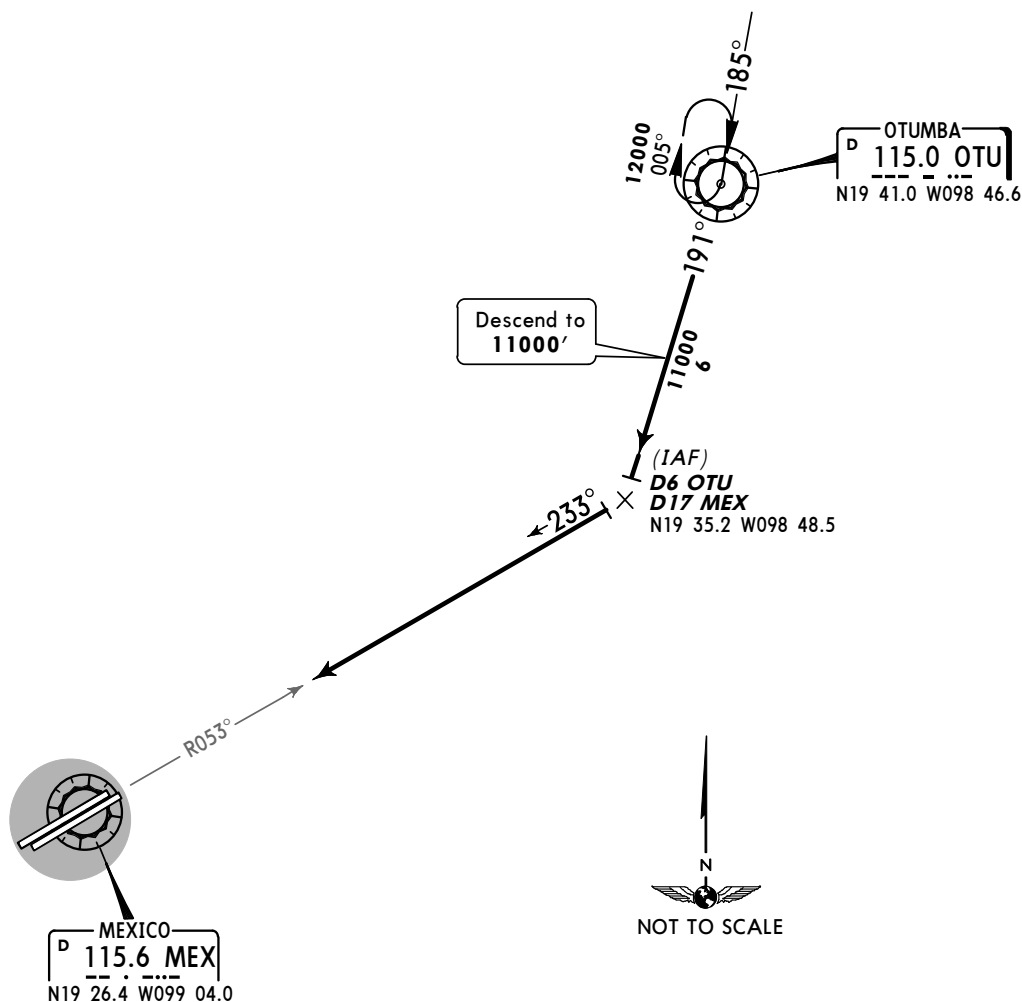 185°
12000
005°
OTUMBA
D 115.0 OTU
N19 41.0 W098 46.6
191°
Descend to
11000'
11000
6
(IAF)
D6 OTU
D17 MEX
N19 35.2 W098 48.5
233°
R053°
MEXICO
D 115.6 MEX
N19 26.4 W099 04.0
N
NOT TO SCALE